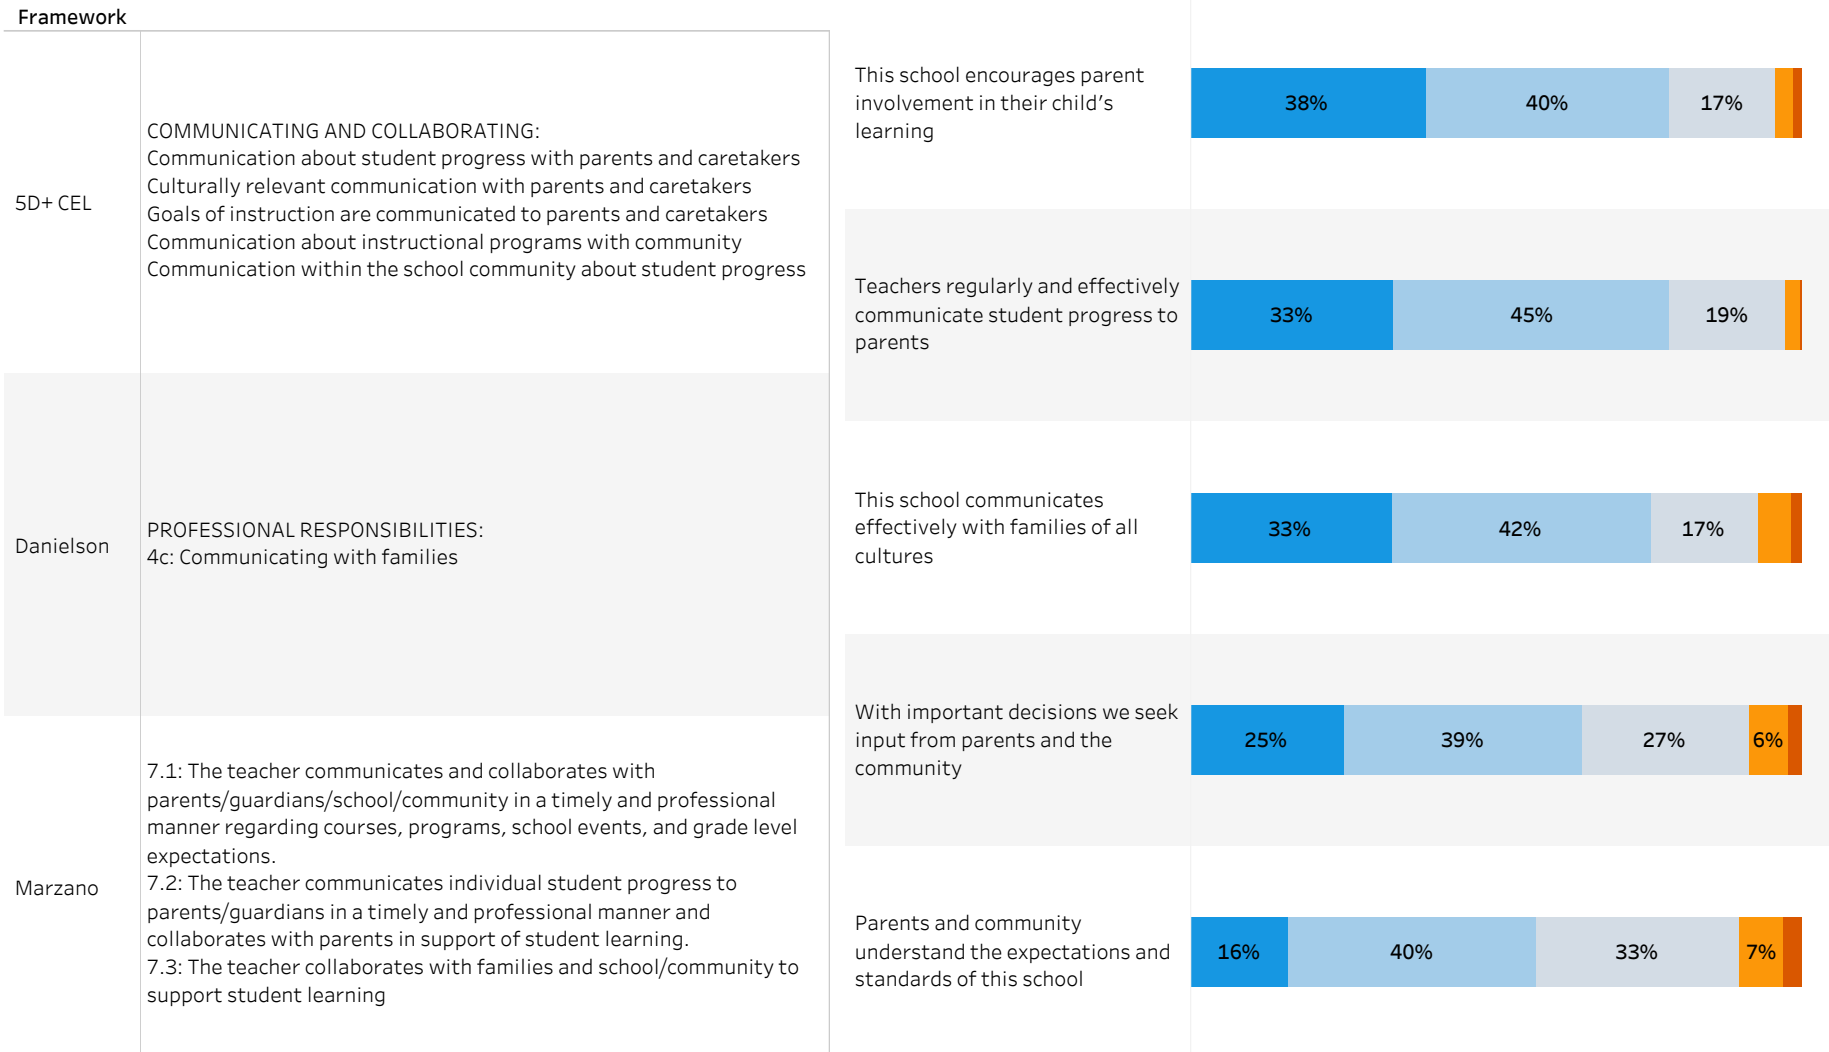 Framework
5D+ CEL
COMMUNICATING AND COLLABORATING:
Communication about student progress with parents and caretakers
Culturally relevant communication with parents and caretakers
Goals of instruction are communicated to parents and caretakers
Communication about instructional programs with community
Communication within the school community about student progress
Danielson
PROFESSIONAL RESPONSIBILITIES:
4c: Communicating with families
Marzano
7.1: The teacher communicates and collaborates with
parents/guardians/school/community in a timely and professional
manner regarding courses, programs, school events, and grade level
expectations.
7.2: The teacher communicates individual student progress to
parents/guardians in a timely and professional manner and
collaborates with parents in support of student learning.
7.3: The teacher collaborates with families and school/community to
support student learning
This school encourages parent
involvement in their child's
learning
38% 40% 17%
Teachers regularly and effectively
communicate student progress to
parents
33% 45% 19%
This school communicates
effectively with families of all
cultures
33% 42% 17%
With important decisions we seek
input from parents and the
community
25% 39% 27% 6%
Parents and community
understand the expectations and
standards of this school
16% 40% 33% 7%